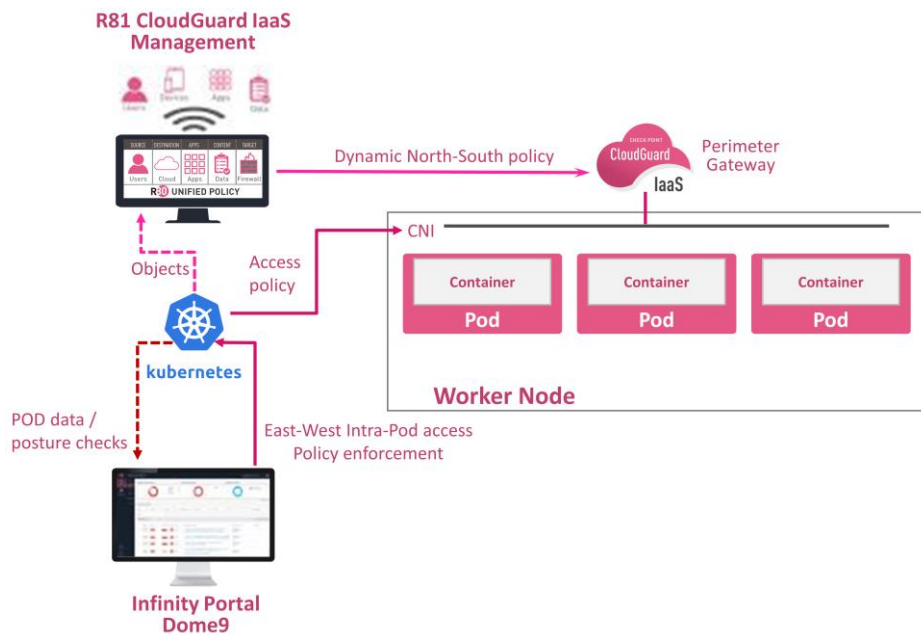 R81 CloudGuard IaaS
Management
Users
Devices
Apps
Data
SOURCE DESTINATION APPS CONTENT TARGET
Users Cloud Apps Data Firewall
R80 UNIFIED POLICY
Dynamic North-South policy
CHECK POINT
CloudGuard
IaaS
Perimeter
Gateway
CNI
Objects
Access
policy
Container
Container
Container
Pod
Pod
Pod
kubernetes
Worker Node
POD data /
posture checks
East-West Intra-Pod access
Policy enforcement
Infinity Portal
Dome9